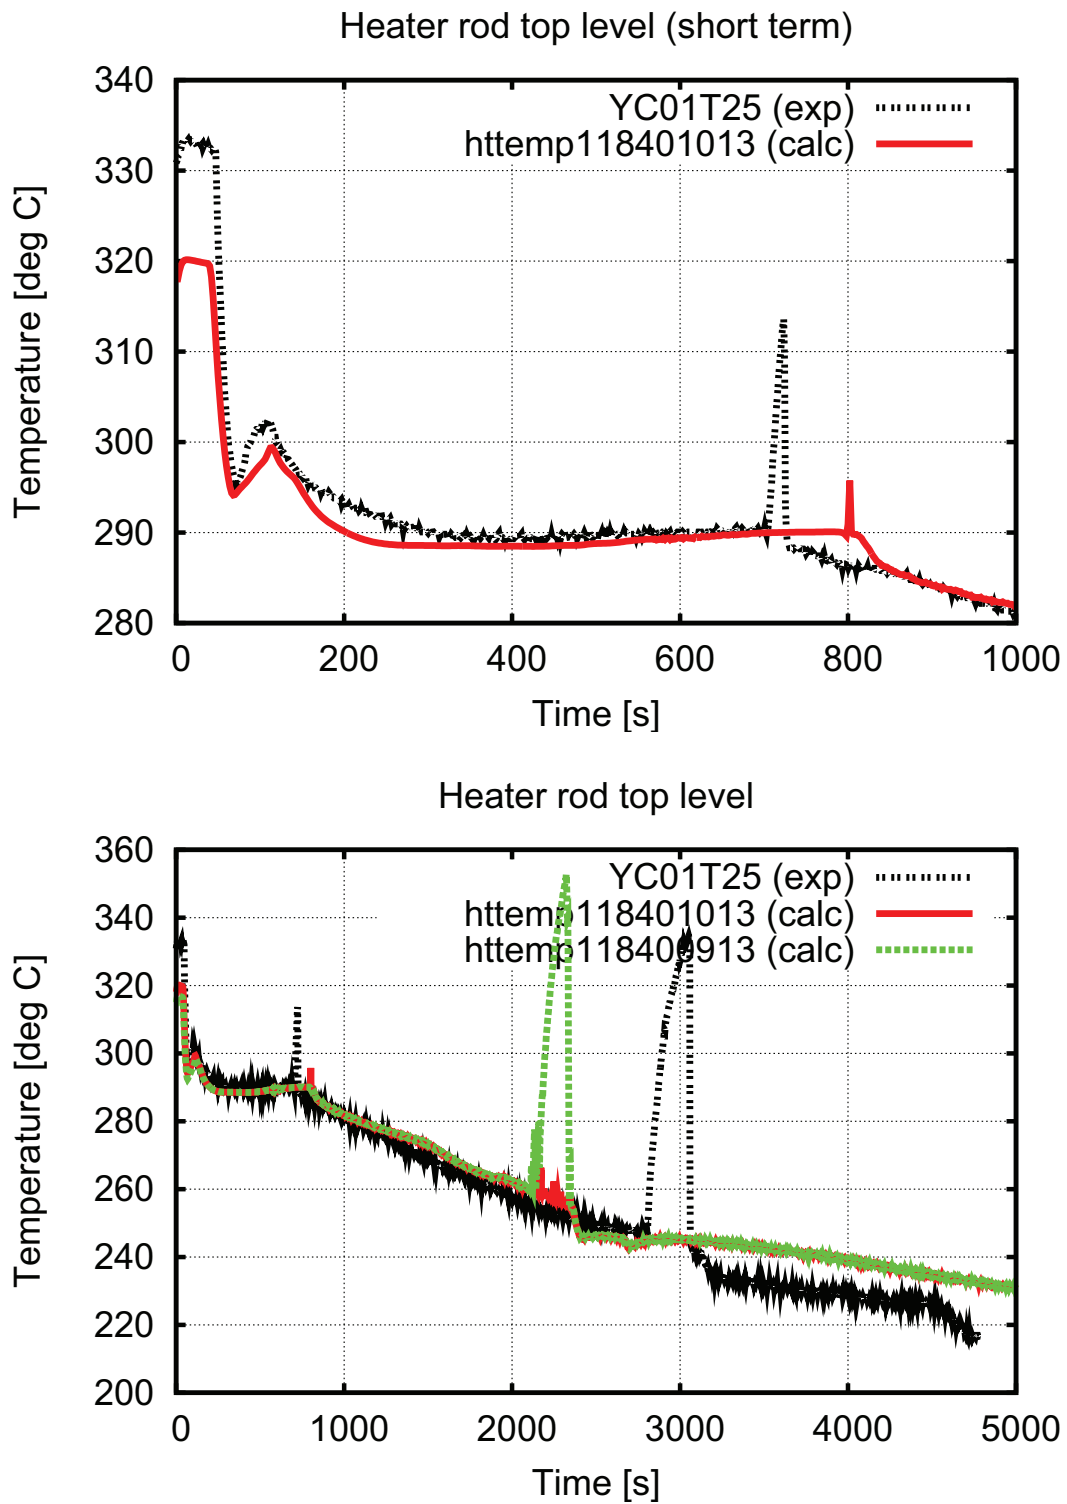 Heater rod top level (short term)
340
330
320
310
300
290
280
Temperature [deg C]
YC01T25 (exp)
httemp118401013 (calc)
0 200 400 600 800 1000
Time [s]
Heater rod top level
360
340
320
300
280
260
240
220
200
Temperature [deg C]
YC01T25 (exp)
httemp118401013 (calc)
httemp118400913 (calc)
0 1000 2000 3000 4000 5000
Time [s]